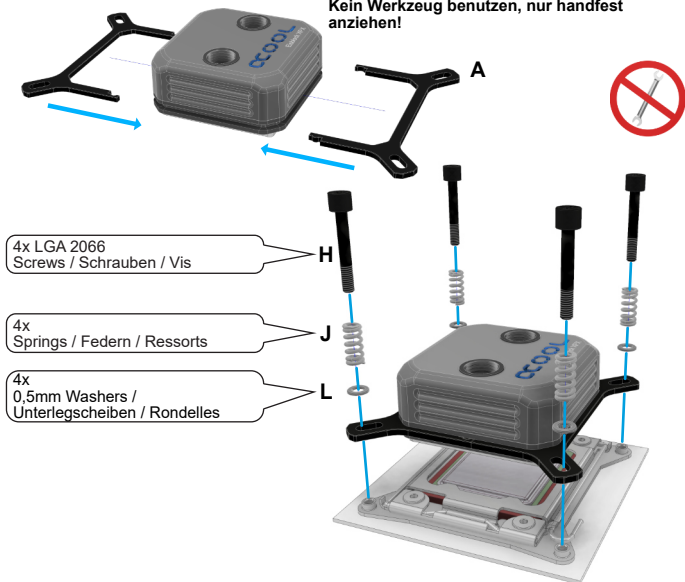 Kein Werkzeug benutzen, nur handfest
anziehen!
A
4x LGA 2066
Screws / Schrauben / Vis
H
4x
Springs / Federn / Ressorts
J
4x
0,5mm Washers /
Unterlegscheiben / Rondelles
L